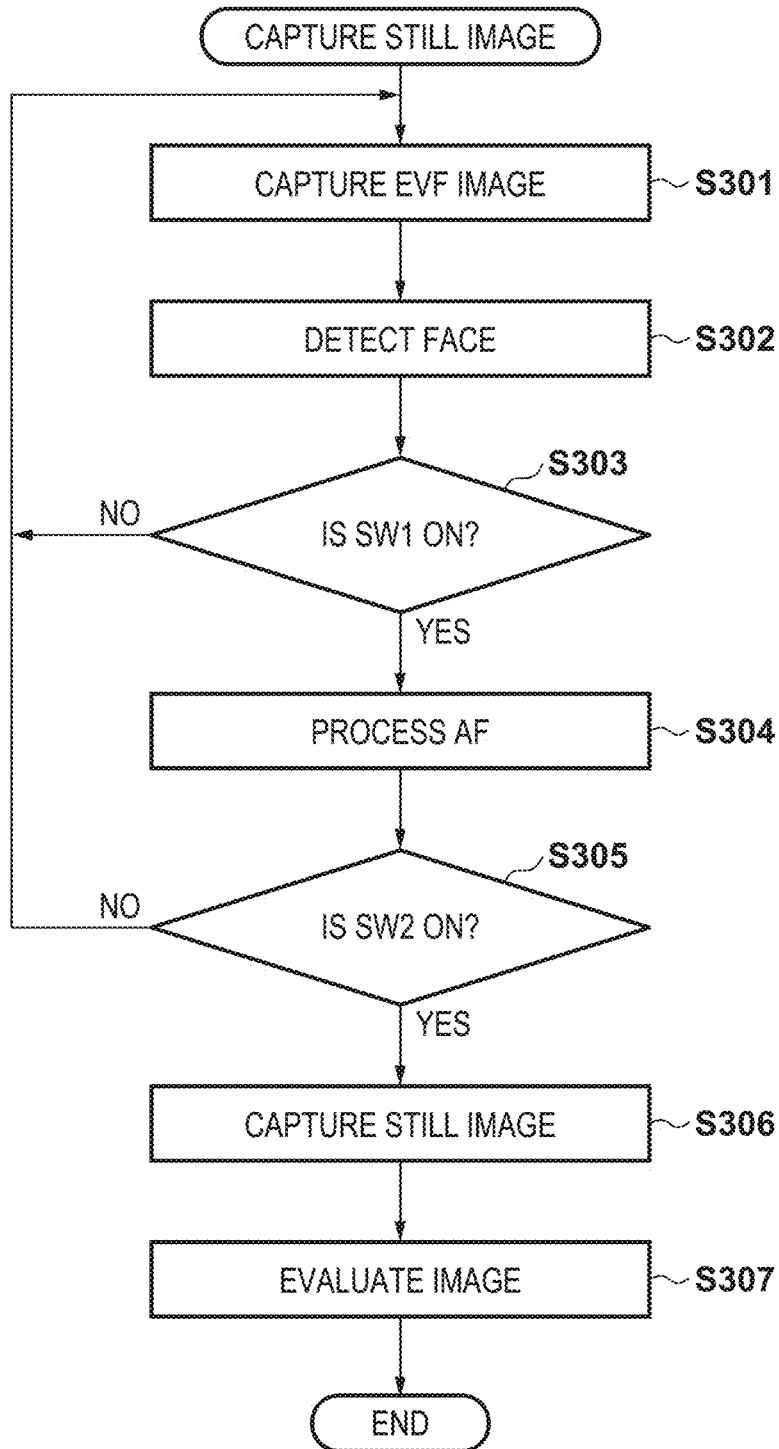 CAPTURE STILL IMAGE
CAPTURE EVF IMAGE
S301
DETECT FACE
S302
S303
NO
IS SW1 ON?
YES
PROCESS AF
S304
S305
NO
IS SW2 ON?
YES
CAPTURE STILL IMAGE
S306
EVALUATE IMAGE
S307
END